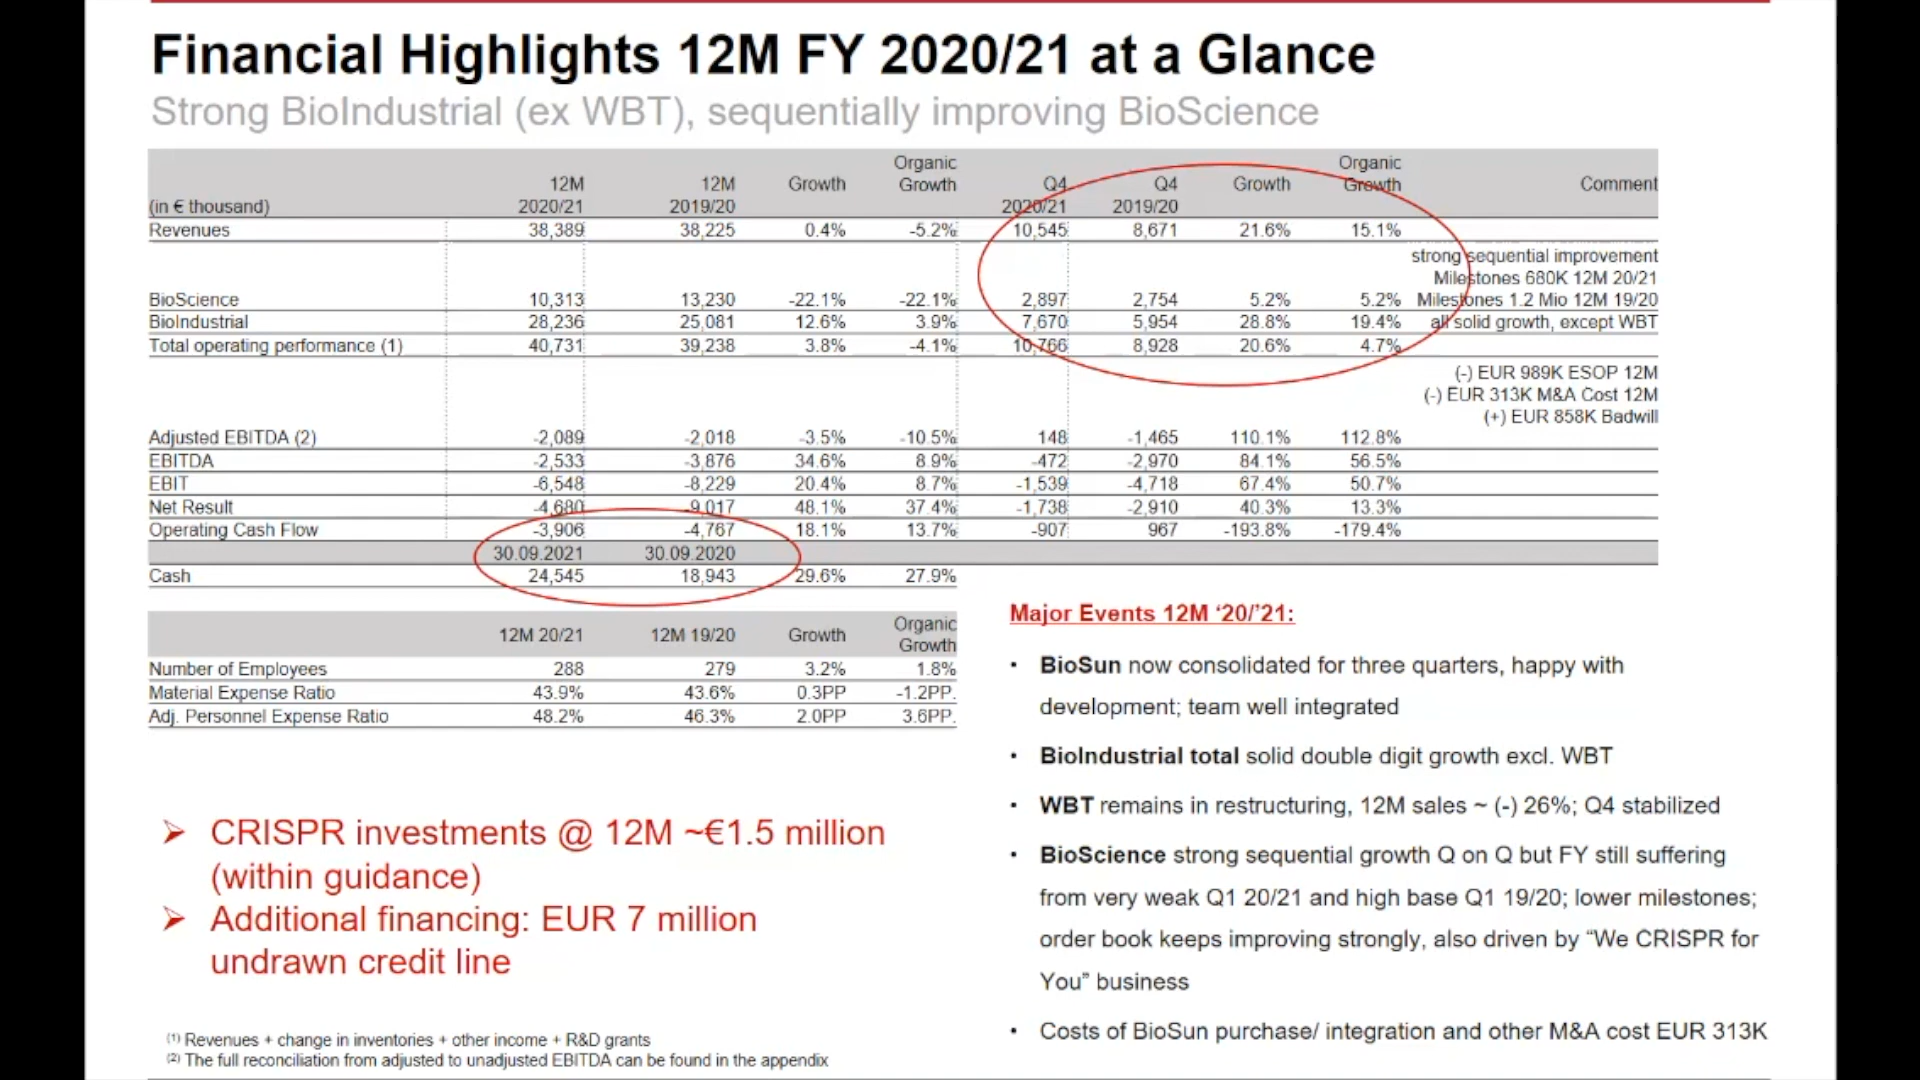 Financial Highlights 12M FY 2020/21 at a Glance
Strong BioIndustrial (ex WBT), sequentially improving BioScience
(in € thousand) 12M 2020/21 12M 2019/20 Growth Organic Growth Q4 2020/21 Q4 2019/20 Growth Organic Growth Comment
Revenues 38,389 38,225 0.4% -5.2% 10,545 8,671 21.6% 15.1%
strong sequential improvement
Milestones 680K 12M 20/21
BioScience 10,313 13,230 -22.1% -22.1% 2,897 2,754 5.2% 5.2% Milestones 1.2 Mio 12M 19/20
BioIndustrial 28,236 25,081 12.6% 3.9% 7,670 5,954 28.8% 19.4% all solid growth, except WBT
Total operating performance (1) 40,731 39,238 3.8% -4.1% 10,766 8,928 20.6% 4.7%
(-) EUR 989K ESOP 12M
(-) EUR 313K M&A Cost 12M
(+) EUR 858K Badwill
Adjusted EBITDA (2) -2,089 -2,018 -3.5% -10.5% 148 -1,465 110.1% 112.8%
EBITDA -2,533 -3,876 34.6% 8.9% -472 -2,970 84.1% 56.5%
EBIT -6,548 -8,229 20.4% 8.7% -1,539 -4,718 67.4% 50.7%
Net Result -4,680 -9,017 48.1% 37.4% -1,738 -2,910 40.3% 13.3%
Operating Cash Flow -3,906 -4,767 18.1% 13.7% -907 967 -193.8% -179.4%
30.09.2021 30.09.2020
Cash 24,545 18,943 29.6% 27.9%
12M 20/21 12M 19/20 Growth Organic Growth
Number of Employees 288 279 3.2% 1.8%
Material Expense Ratio 43.9% 43.6% 0.3PP -1.2PP.
Adj. Personnel Expense Ratio 48.2% 46.3% 2.0PP 3.6PP.
➢ CRISPR investments @ 12M ~€1.5 million
(within guidance)
➢ Additional financing: EUR 7 million
undrawn credit line
(1) Revenues + change in inventories + other income + R&D grants
(2) The full reconciliation from adjusted to unadjusted EBITDA can be found in the appendix
Major Events 12M ‘20/’21:
• BioSun now consolidated for three quarters, happy with
development; team well integrated
• BioIndustrial total solid double digit growth excl. WBT
• WBT remains in restructuring, 12M sales ~ (-) 26%; Q4 stabilized
• BioScience strong sequential growth Q on Q but FY still suffering
from very weak Q1 20/21 and high base Q1 19/20; lower milestones;
order book keeps improving strongly, also driven by “We CRISPR for
You” business
• Costs of BioSun purchase/ integration and other M&A cost EUR 313K